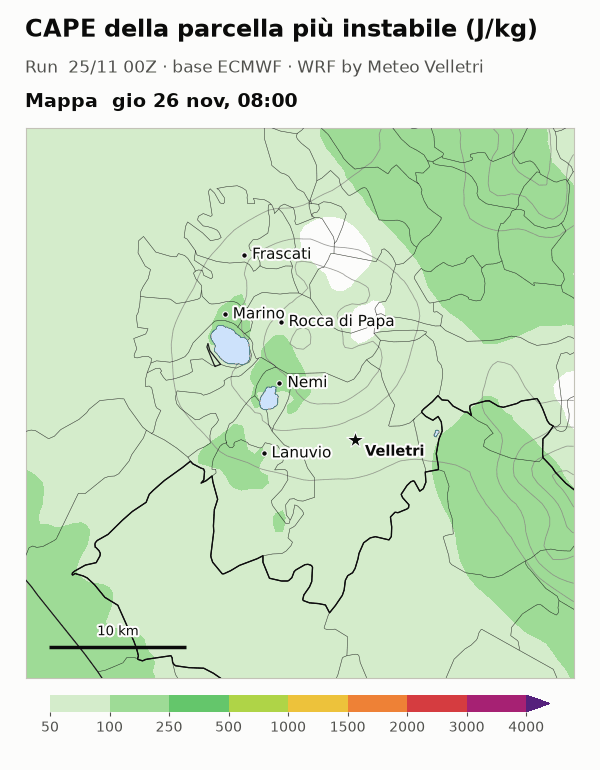 CAPE della parcella più instabile (J/kg)
Run  25/11 00Z · base ECMWF · WRF by Meteo Velletri
Mappa  gio 26 nov, 08:00
Frascati
Marino
Rocca di Papa
Nemi
Velletri
Lanuvio
10 km
50 100 250 500 1000 1500 2000 3000 4000